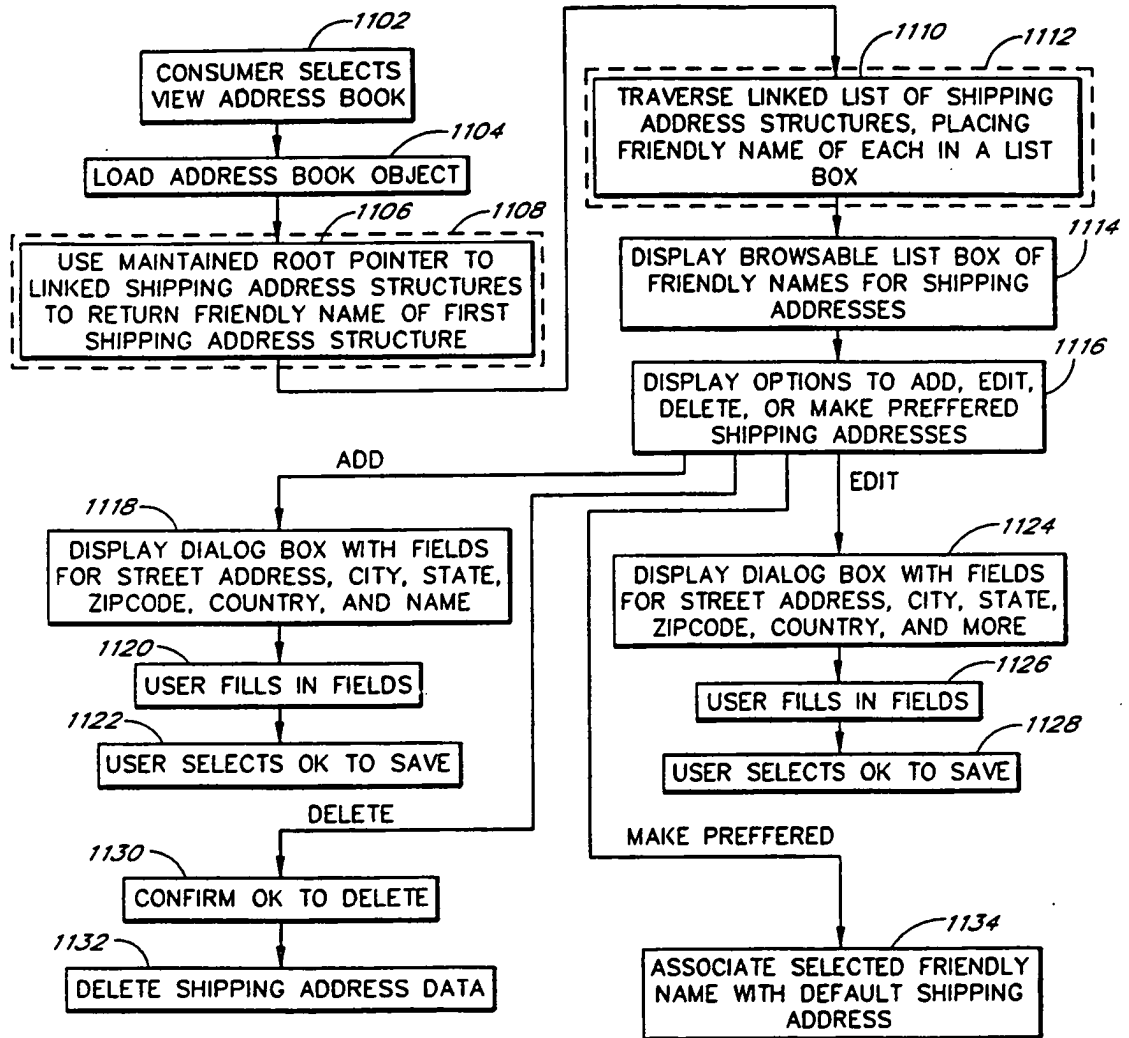 1102
CONSUMER SELECTS
VIEW ADDRESS BOOK
1104
LOAD ADDRESS BOOK OBJECT
1106
1108
USE MAINTAINED ROOT POINTER TO
LINKED SHIPPING ADDRESS STRUCTURES
TO RETURN FRIENDLY NAME OF FIRST
SHIPPING ADDRESS STRUCTURE
1110
1112
TRAVERSE LINKED LIST OF SHIPPING
ADDRESS STRUCTURES, PLACING
FRIENDLY NAME OF EACH IN A LIST
BOX
1114
DISPLAY BROWSABLE LIST BOX OF
FRIENDLY NAMES FOR SHIPPING
ADDRESSES
1116
DISPLAY OPTIONS TO ADD, EDIT,
DELETE, OR MAKE PREFFERED
SHIPPING ADDRESSES
ADD
1118
DISPLAY DIALOG BOX WITH FIELDS
FOR STREET ADDRESS, CITY, STATE,
ZIPCODE, COUNTRY, AND NAME
1120
USER FILLS IN FIELDS
1122
USER SELECTS OK TO SAVE
EDIT
1124
DISPLAY DIALOG BOX WITH FIELDS
FOR STREET ADDRESS, CITY, STATE,
ZIPCODE, COUNTRY, AND MORE
1126
USER FILLS IN FIELDS
1128
USER SELECTS OK TO SAVE
DELETE
1130
CONFIRM OK TO DELETE
1132
DELETE SHIPPING ADDRESS DATA
MAKE PREFFERED
1134
ASSOCIATE SELECTED FRIENDLY
NAME WITH DEFAULT SHIPPING
ADDRESS